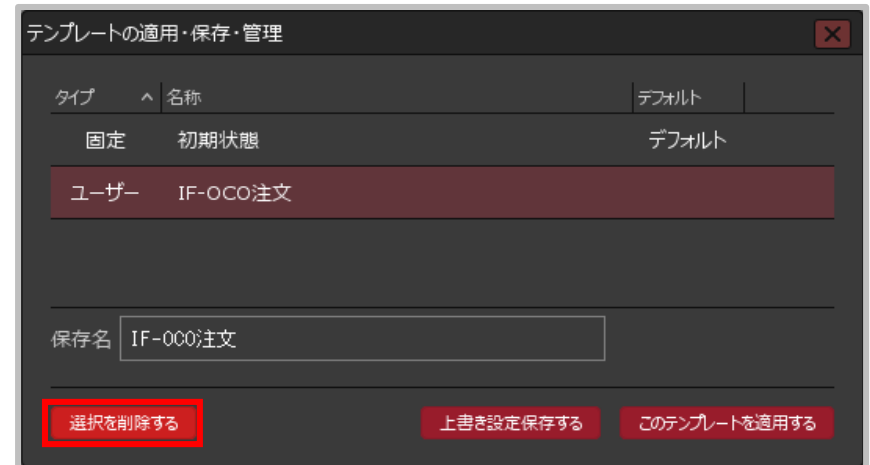 テンプレートの適用・保存・管理
タイプ 名称 デフォルト
固定 初期状態 デフォルト
ユーザー IF-OCO注文
保存名 IF-OCO注文
選択を削除する 上書き設定保存する このテンプレートを適用する